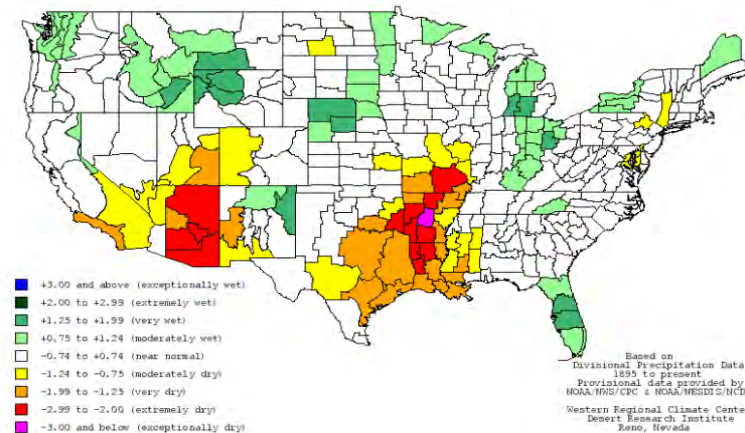 +3.00 and above (exceptionally wet)
+2.00 to +2.99 (extremely wet)
+1.25 to +1.99 (very wet)
+0.75 to +1.24 (moderately wet)
-0.74 to +0.74 (near normal)
-1.24 to -0.75 (moderately dry)
-1.99 to -1.25 (very dry)
-2.99 to -2.00 (extremely dry)
-3.00 and below (exceptionally dry)
Based on
Divisional Precipitation Data
1895 to present
Provisional data provided by
NOAA/NWS/CPC & NOAA/NESDIS/NCD
Western Regional Climate Cente
Desert Research Institute
Reno, Nevada